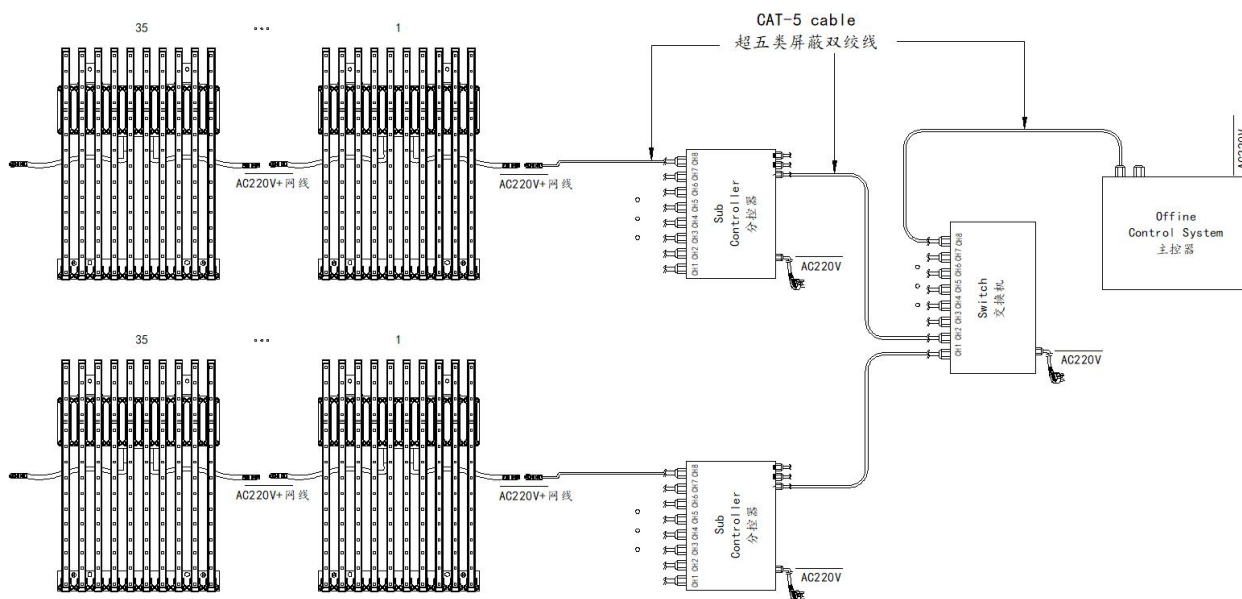 CAT-5 cable
超五类屏蔽双绞线
35
...
1
AC220V+网线
AC220V+网线
CH8
CH7
CH6
CH5
CH4
CH3
CH2
CH1
Sub
Controller
分控器
AC220V
CH8
CH7
CH6
CH5
CH4
CH3
CH2
CH1
Switch
交换机
AC220V
AC220V
Offine
Control System
主控器
35
...
1
AC220V+网线
AC220V+网线
CH8
CH7
CH6
CH5
CH4
CH3
CH2
CH1
Sub
Controller
分控器
AC220V